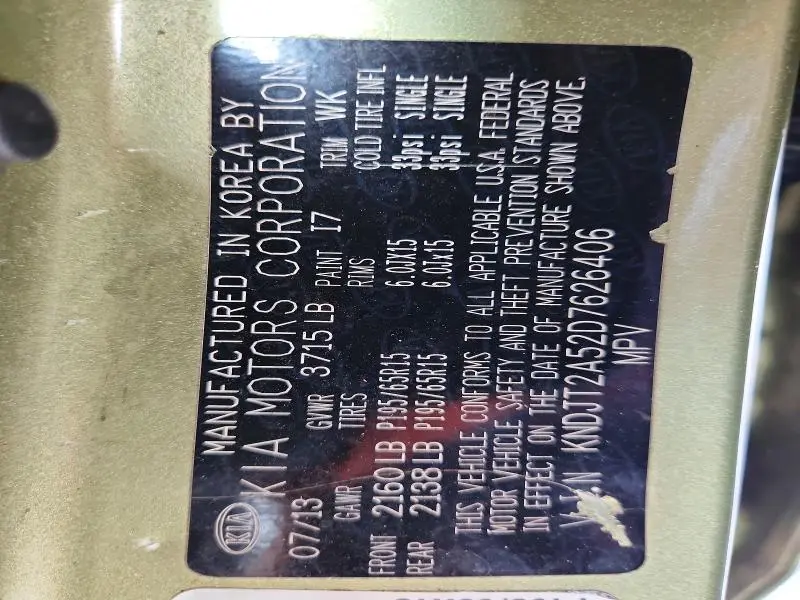 MANUFACTURED IN KOREA BY
KIA KIA MOTORS CORPORATION
07/13 GVWR 3715 LB PAINT I7 TRIM WK
GAWR TIRES RIMS COLD TIRE INFL
FRONT 2160 LB P195/65R15 6.0Jx15 33psi SINGLE
REAR 2138 LB P195/65R15 6.0Jx15 33psi SINGLE
THIS VEHICLE CONFORMS TO ALL APPLICABLE U.S.A. FEDERAL
MOTOR VEHICLE SAFETY AND THEFT PREVENTION STANDARDS
IN EFFECT ON THE DATE OF MANUFACTURE SHOWN ABOVE.
V.I.N KNDJT2A52D7626406
MPV